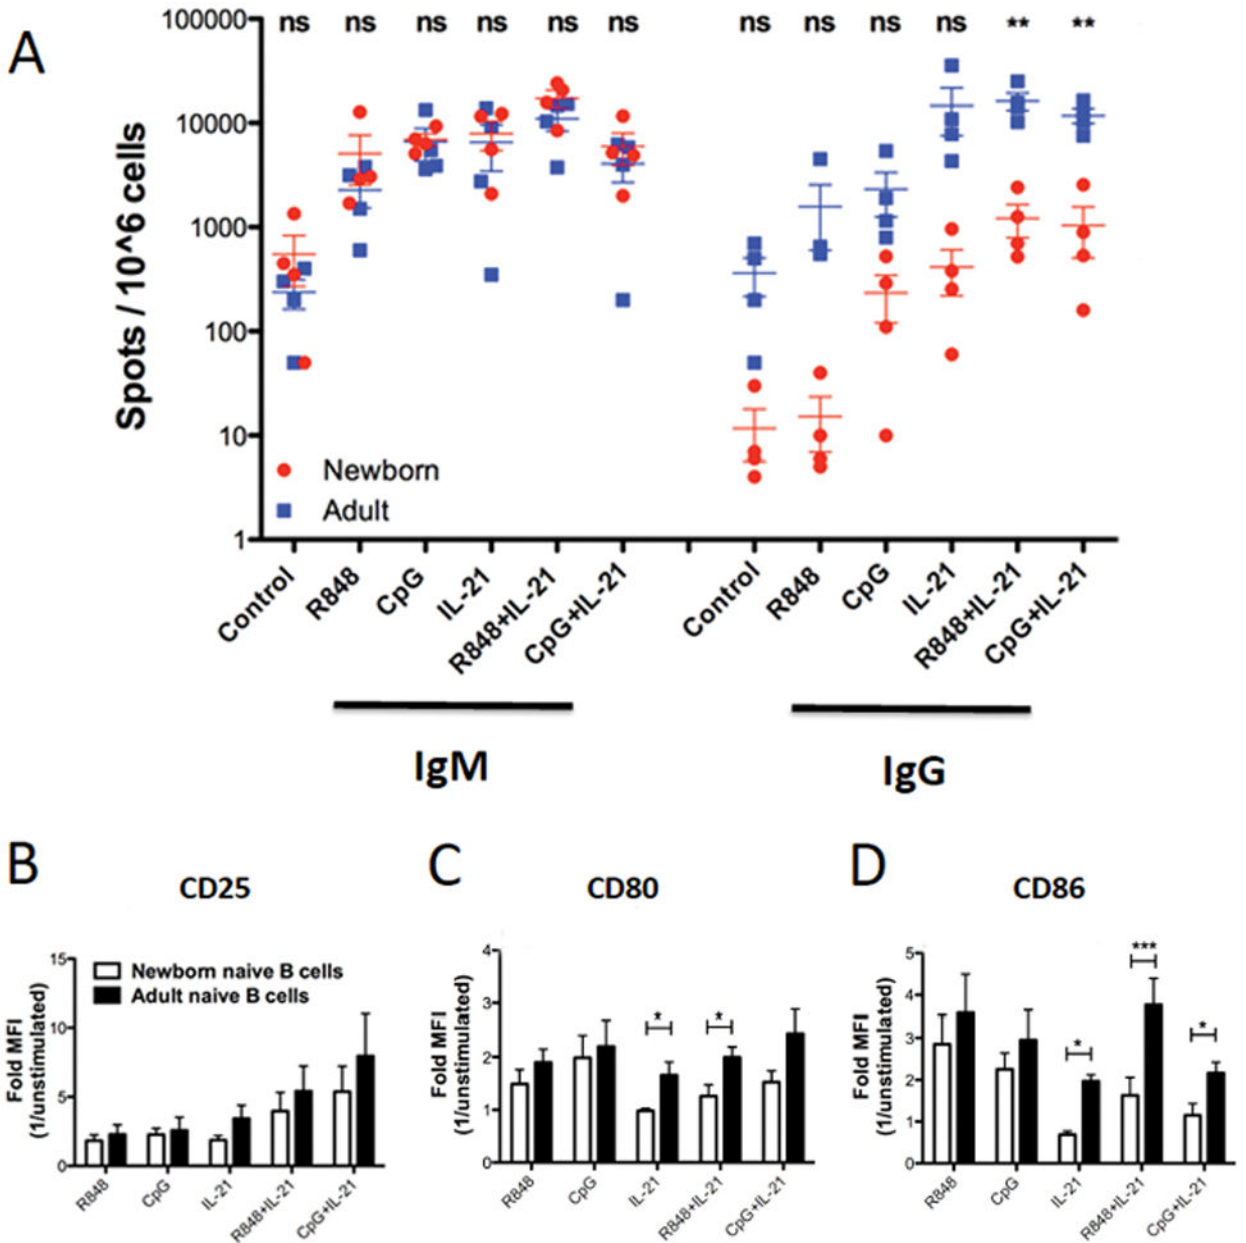 A
100000
10000
1000
100
10
1
Spots / 10^6 cells
ns ns ns ns ns ns ns ns ns ns ** **
Newborn
Adult
Control R848 CpG IL-21 R848+IL-21 CpG+IL-21 Control R848 CpG IL-21 R848+IL-21 CpG+IL-21
IgM IgG
B
CD25
Fold MFI
(1/unstimulated)
15
10
5
0
Newborn naive B cells
Adult naive B cells
R848 CpG IL-21 R848+IL-21 CpG+IL-21
C
CD80
Fold MFI
(1/unstimulated)
4
3
2
1
0
* *
R848 CpG IL-21 R848+IL-21 CpG+IL-21
D
CD86
Fold MFI
(1/unstimulated)
5
4
3
2
1
0
* *** *
R848 CpG IL-21 R848+IL-21 CpG+IL-21